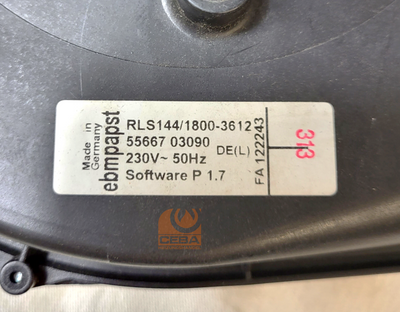 Made in
Germany
ebmpapst
RLS144/1800-3612
55667 03090
DE(L)
230V~ 50Hz
Software P 1.7
FA 122243
313
CEBA